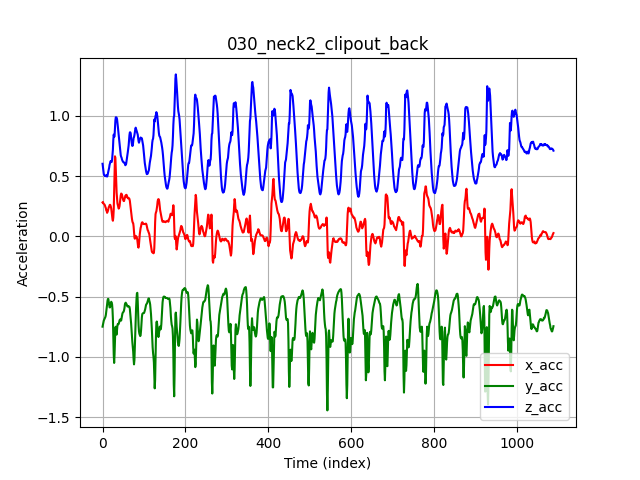 030_neck2_clipout_back
Acceleration
1.0
0.5
0.0
−0.5
−1.0
−1.5
0 200 400 600 800 1000
Time (index)
x_acc
y_acc
z_acc